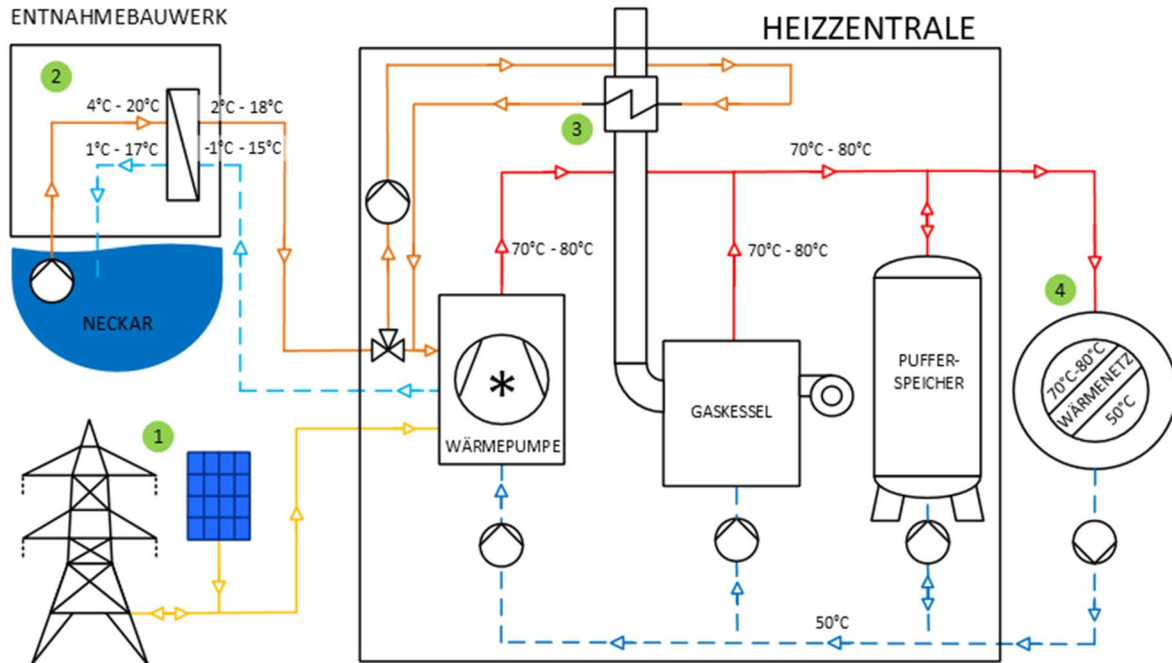 ENTNAHMEBAUWERK
HEIZZENTRALE
2
4°C - 20°C
2°C - 18°C
1°C - 17°C
-1°C - 15°C
3
70°C - 80°C
70°C - 80°C
70°C - 80°C
NECKAR
4
PUFFER-
SPEICHER
70°C-80°C
WÄRMENETZ
50°C
GASKESSEL
*
WÄRMEPUMPE
1
50°C